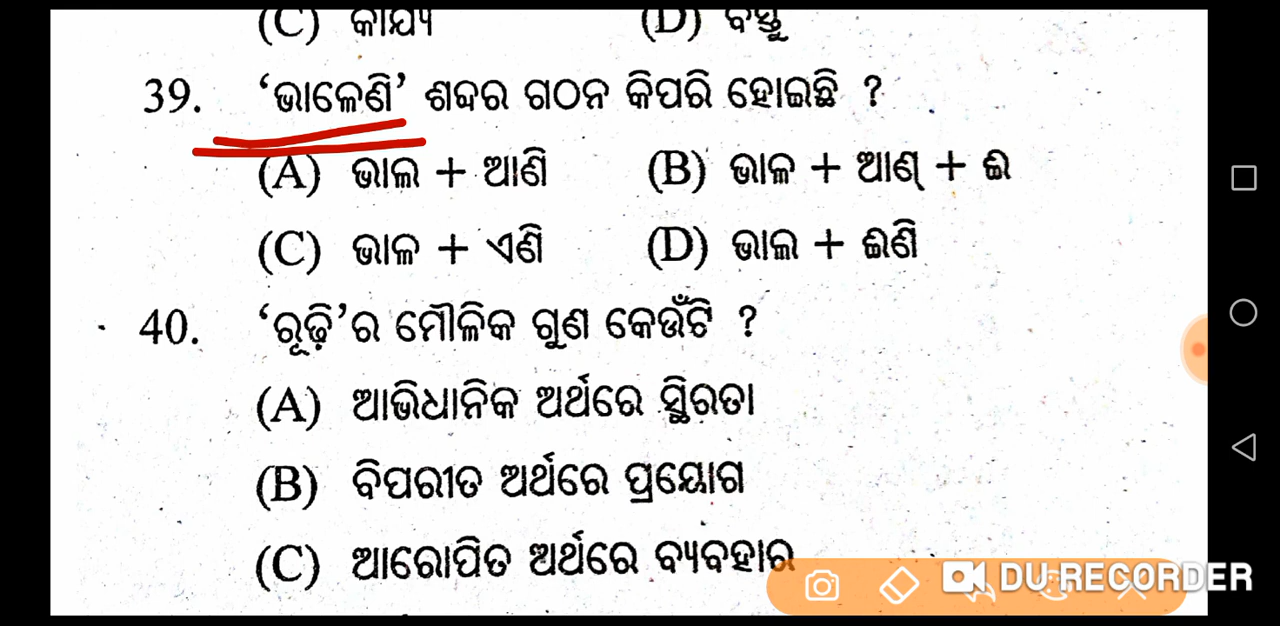 (C) କାର୍ଯ୍ୟ (D) ବସ୍ତୁ
39. ‘ଭାଳେଣି’ ଶବ୍ଦର ଗଠନ କିପରି ହୋଇଛି ?
(A) ଭାଲ + ଆଣି (B) ଭାଳ + ଆଣ୍ + ଈ
(C) ଭାଳ + ଏଣି (D) ଭାଲ + ଈଣି
40. ‘ରୂଢ଼ି’ର ମୌଳିକ ଗୁଣ କେଉଁଟି ?
(A) ଆଭିଧାନିକ ଅର୍ଥରେ ସ୍ଥିରତା
(B) ବିପରୀତ ଅର୍ଥରେ ପ୍ରୟୋଗ
(C) ଆରୋପିତ ଅର୍ଥରେ ବ୍ୟବହାର
DU RECORDER